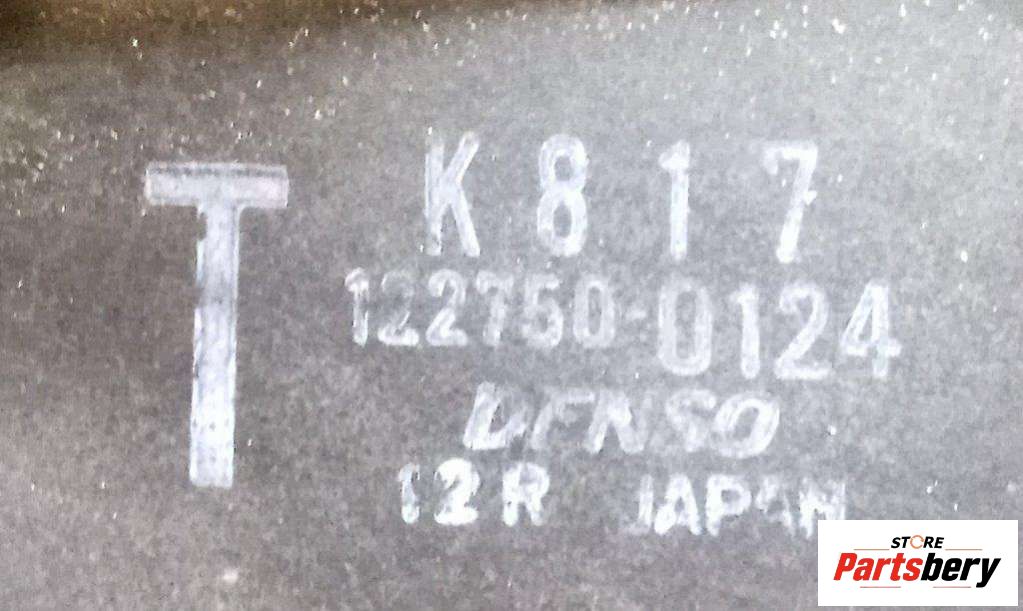 T
K817
122750-0124
DENSO
12R JAPAN
STORE
Partsbery